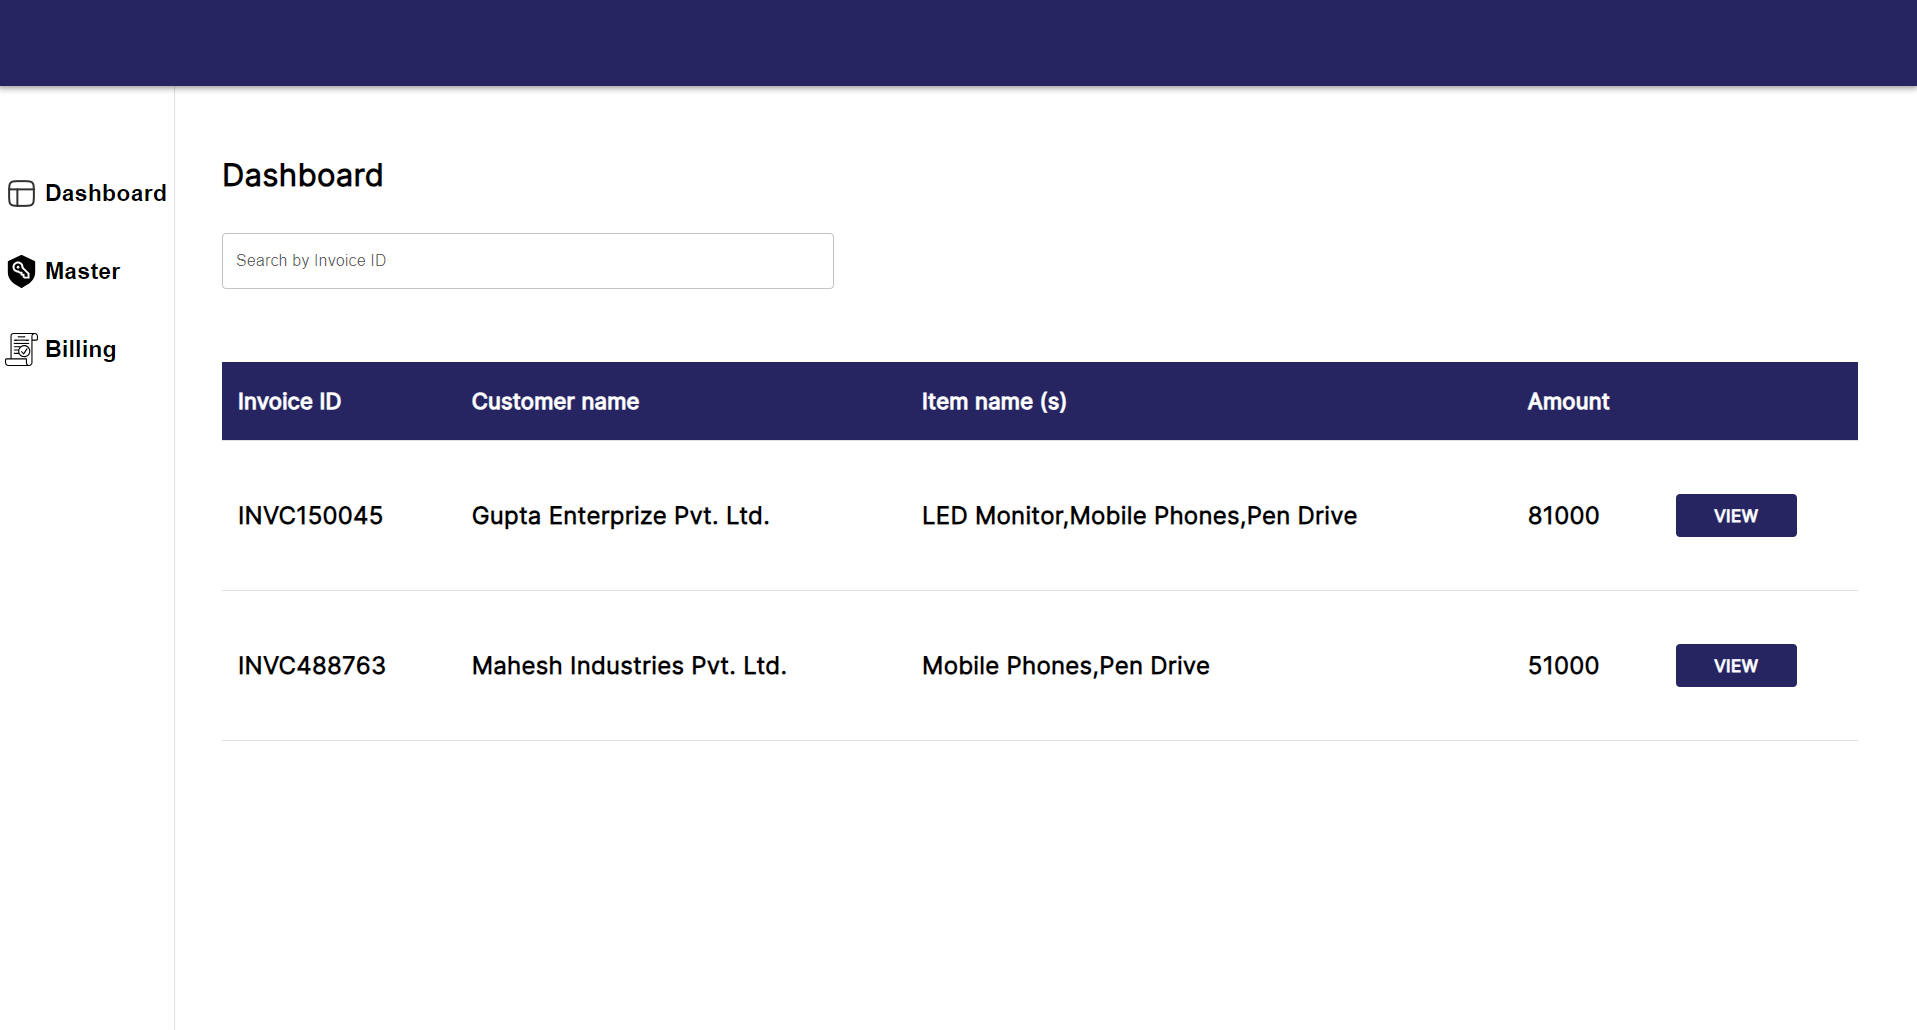 Dashboard
Master
Billing
Dashboard
Search by Invoice ID
Invoice ID Customer name Item name (s) Amount
INVC150045 Gupta Enterprize Pvt. Ltd. LED Monitor,Mobile Phones,Pen Drive 81000 VIEW
INVC488763 Mahesh Industries Pvt. Ltd. Mobile Phones,Pen Drive 51000 VIEW